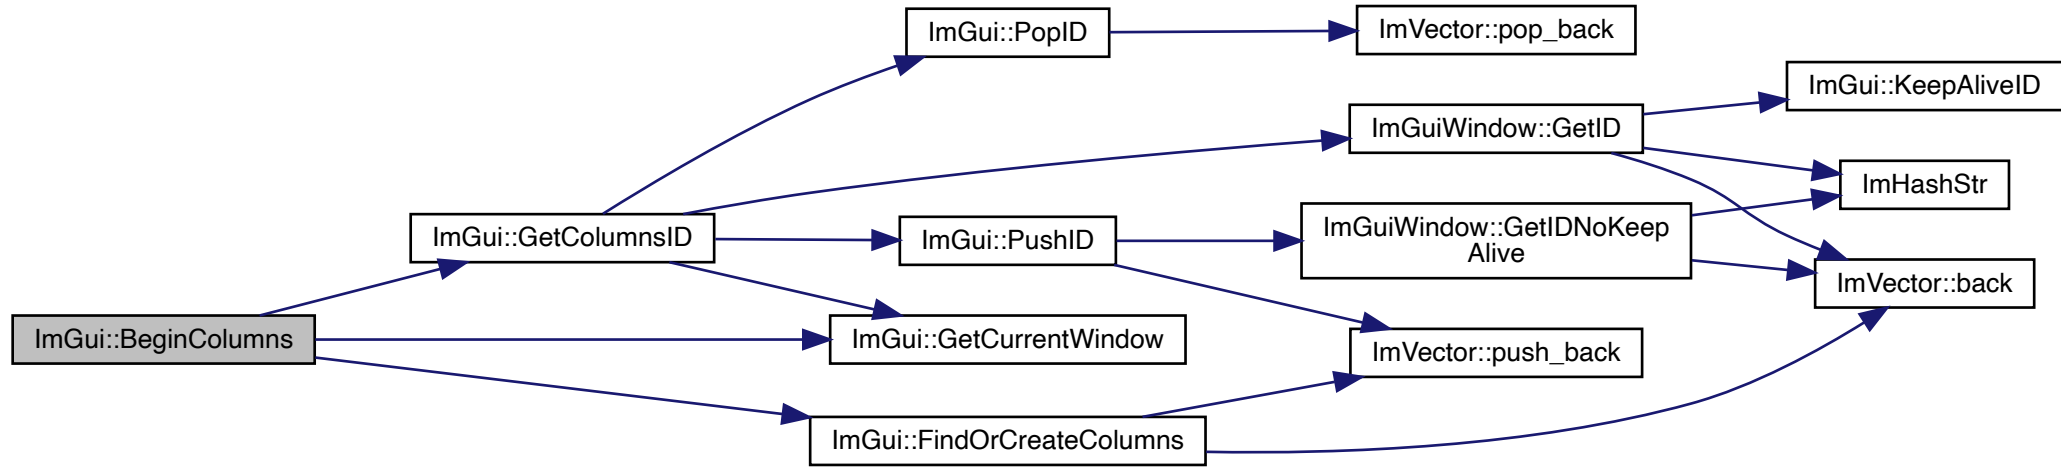 ImGui::BeginColumns
ImGui::GetColumnsID
ImGui::PopID
ImVector::pop_back
ImGuiWindow::GetID
ImGui::KeepAliveID
ImHashStr
ImGui::PushID
ImGuiWindow::GetIDNoKeep
Alive
ImVector::back
ImGui::GetCurrentWindow
ImVector::push_back
ImGui::FindOrCreateColumns